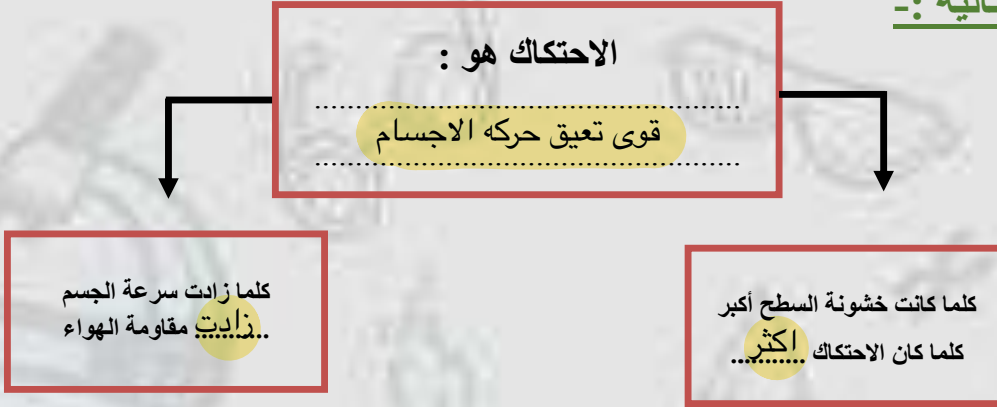 الاحتكاك هو :
قوى تعيق حركه الاجسام
كلما كانت خشونة السطح أكبر
كلما كان الاحتكاك اكثر
كلما زادت سرعة الجسم
زادت مقاومة الهواء